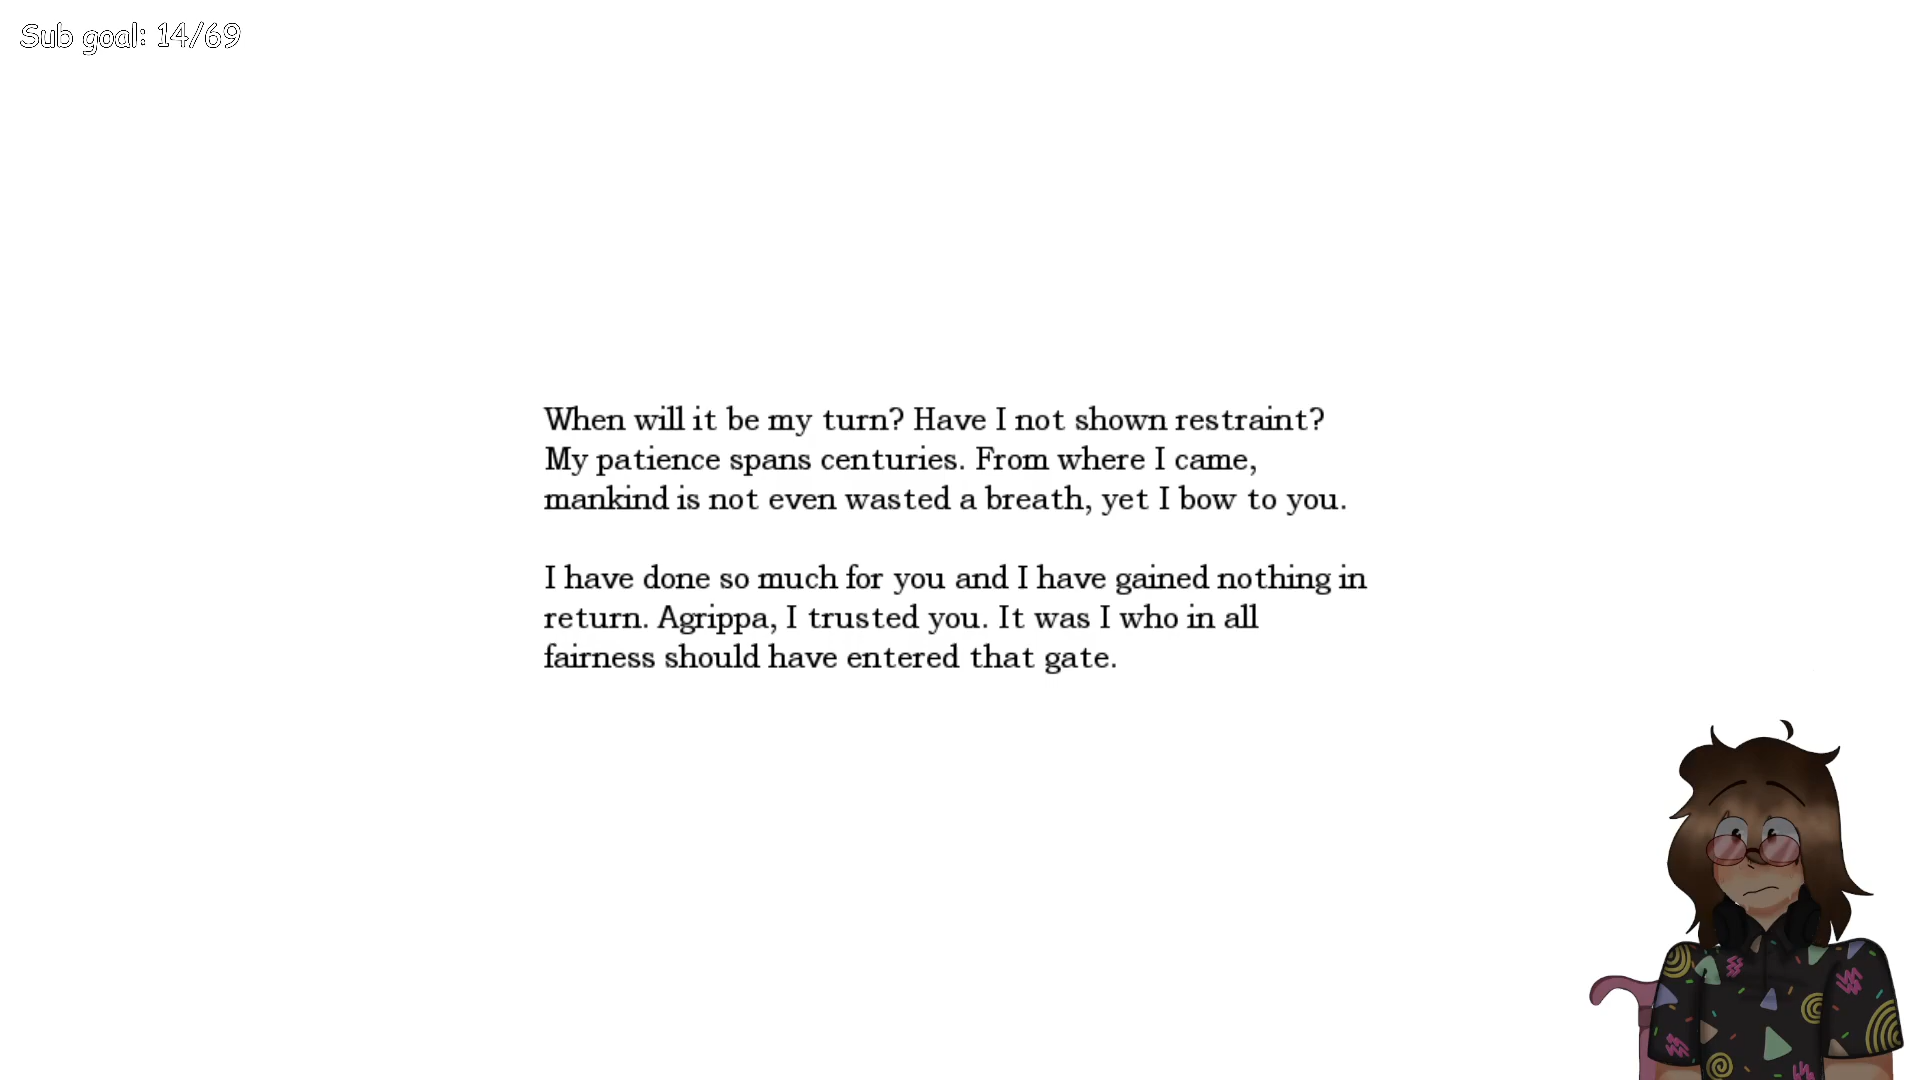 Sub goal: 14/69
When will it be my turn? Have I not shown restraint?
My patience spans centuries. From where I came,
mankind is not even wasted a breath, yet I bow to you.
I have done so much for you and I have gained nothing in
return. Agrippa, I trusted you. It was I who in all
fairness should have entered that gate.